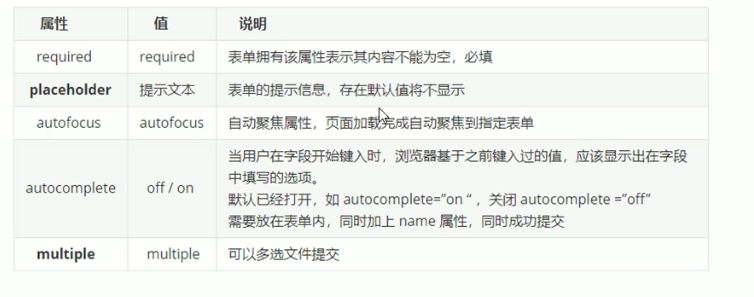 属性 值 说明
required required 表单拥有该属性表示其内容不能为空，必填
placeholder 提示文本 表单的提示信息，存在默认值将不显示
autofocus autofocus 自动聚焦属性，页面加载完成自动聚焦到指定表单
autocomplete off / on 当用户在字段开始键入时，浏览器基于之前键入过的值，应该显示出在字段
中填写的选项。
默认已经打开，如 autocomplete="on “ ，关闭 autocomplete ="off”
需要放在表单内，同时加上 name 属性，同时成功提交
multiple multiple 可以多选文件提交